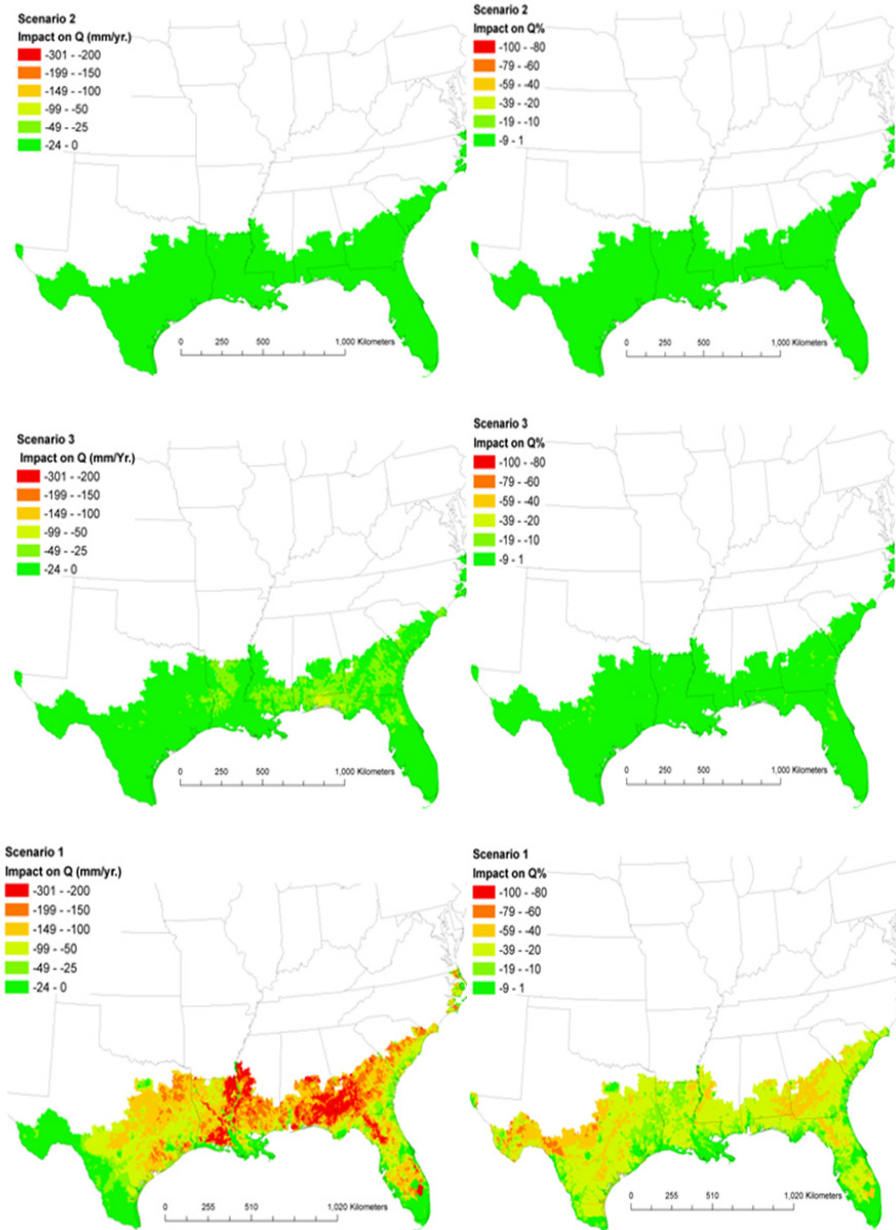 Scenario 2
Impact on Q (mm/yr.)
-301 - -200
-199 - -150
-149 - -100
-99 - -50
-49 - -25
-24 - 0
0 250 500 1,000 Kilometers
Scenario 2
Impact on Q%
-100 - -80
-79 - -60
-59 - -40
-39 - -20
-19 - -10
-9 - 1
0 250 500 1,000 Kilometers
Scenario 3
Impact on Q (mm/Yr.)
-301 - -200
-199 - -150
-149 - -100
-99 - -50
-49 - -25
-24 - 0
0 250 500 1,000 Kilometers
Scenario 3
Impact on Q%
-100 - -80
-79 - -60
-59 - -40
-39 - -20
-19 - -10
-9 - 1
0 250 500 1,000 Kilometers
Scenario 1
Impact on Q (mm/yr.)
-301 - -200
-199 - -150
-149 - -100
-99 - -50
-49 - -25
-24 - 0
0 255 510 1,020 Kilometers
Scenario 1
Impact on Q%
-100 - -80
-79 - -60
-59 - -40
-39 - -20
-19 - -10
-9 - 1
0 255 510 1,020 Kilometers